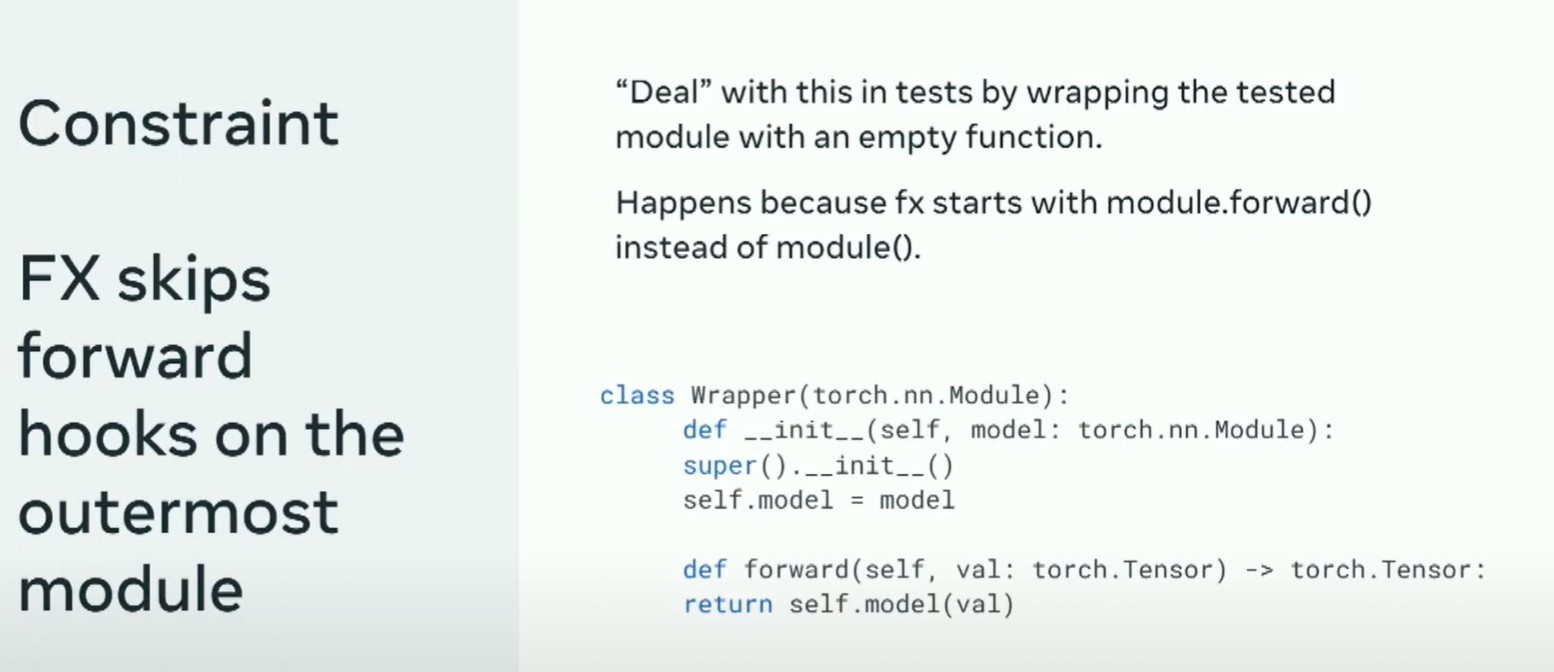 Constraint
FX skips
forward
hooks on the
outermost
module
“Deal” with this in tests by wrapping the tested
module with an empty function.
Happens because fx starts with module.forward()
instead of module().
class Wrapper(torch.nn.Module):
def __init__(self, model: torch.nn.Module):
super().__init__()
self.model = model
def forward(self, val: torch.Tensor) -> torch.Tensor:
return self.model(val)